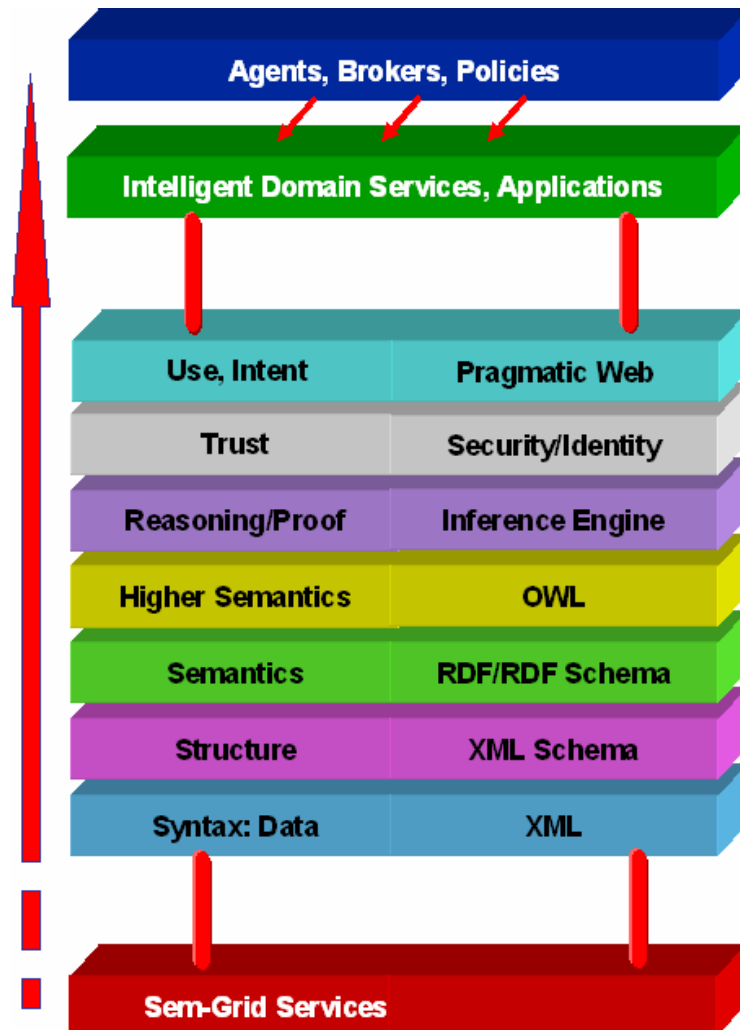 Agents, Brokers, Policies
Intelligent Domain Services, Applications
Use, Intent Pragmatic Web
Trust Security/Identity
Reasoning/Proof Inference Engine
Higher Semantics OWL
Semantics RDF/RDF Schema
Structure XML Schema
Syntax: Data XML
Sem-Grid Services